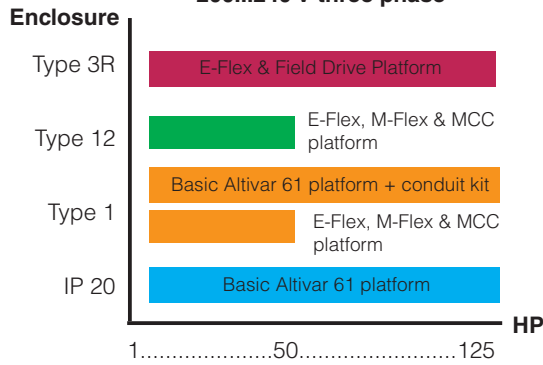 Enclosure
Type 3R
E-Flex & Field Drive Platform
Type 12
E-Flex, M-Flex & MCC
platform
Basic Altivar 61 platform + conduit kit
Type 1
E-Flex, M-Flex & MCC
platform
IP 20
Basic Altivar 61 platform
HP
1.....................50.......................125